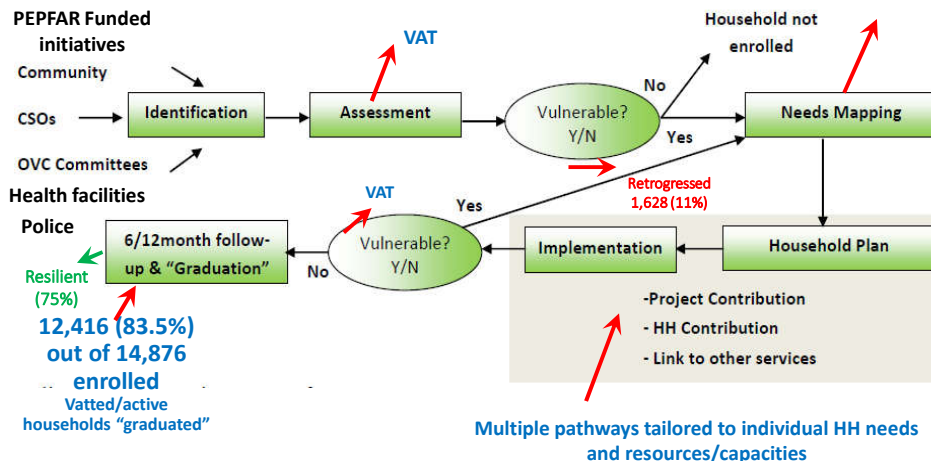 PEPFAR Funded
initiatives
Community
CSOs
OVC Committees
Health facilities
Police
Identification
VAT
Assessment
Vulnerable?
Y/N
No
Household not
enrolled
Yes
Needs Mapping
Retrogressed
1,628 (11%)
Household Plan
Implementation
-Project Contribution
- HH Contribution
- Link to other services
Multiple pathways tailored to individual HH needs
and resources/capacities
VAT
Yes
Vulnerable?
Y/N
No
6/12month follow-
up & “Graduation”
Resilient
(75%)
12,416 (83.5%)
out of 14,876
enrolled
Vatted/active
households “graduated”